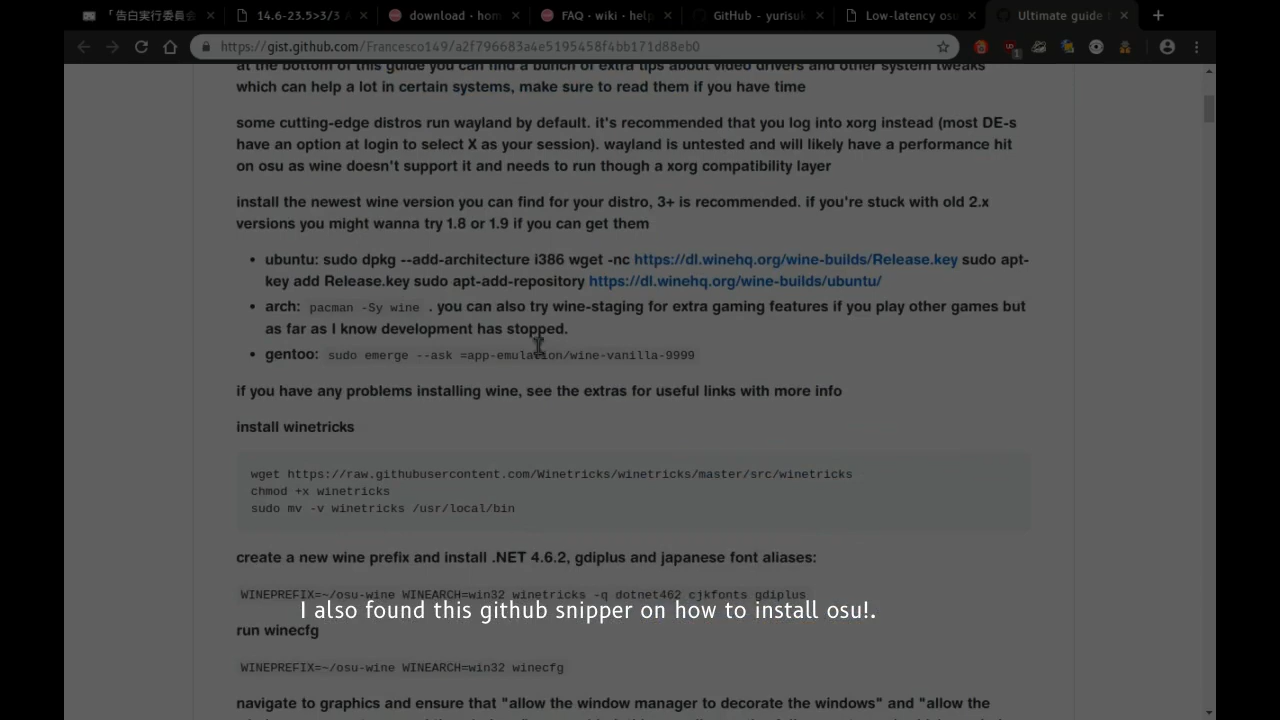 「告白実行委員会
14.6-23.5>3/3
download · hom
FAQ · wiki · help
GitHub - yurisuk
Low-latency osu
Ultimate guide
https://gist.github.com/Francesco149/a2f796683a4e5195458f4bb171d88eb0
at the bottom of this guide you can find a bunch of extra tips about video drivers and other system tweaks
which can help a lot in certain systems, make sure to read them if you have time
some cutting-edge distros run wayland by default. it's recommended that you log into xorg instead (most DE-s
have an option at login to select X as your session). wayland is untested and will likely have a performance hit
on osu as wine doesn't support it and needs to run though a xorg compatibility layer
install the newest wine version you can find for your distro, 3+ is recommended. if you're stuck with old 2.x
versions you might wanna try 1.8 or 1.9 if you can get them
• ubuntu: sudo dpkg --add-architecture i386 wget -nc https://dl.winehq.org/wine-builds/Release.key sudo apt-
key add Release.key sudo apt-add-repository https://dl.winehq.org/wine-builds/ubuntu/
• arch: pacman -Sy wine . you can also try wine-staging for extra gaming features if you play other games but
as far as I know development has stopped.
• gentoo: sudo emerge --ask =app-emulation/wine-vanilla-9999
if you have any problems installing wine, see the extras for useful links with more info
install winetricks
wget https://raw.githubusercontent.com/Winetricks/winetricks/master/src/winetricks
chmod +x winetricks
sudo mv -v winetricks /usr/local/bin
create a new wine prefix and install .NET 4.6.2, gdiplus and japanese font aliases:
WINEPREFIX=~/osu-wine WINEARCH=win32 winetricks -q dotnet462 cjkfonts gdiplus
I also found this github snipper on how to install osu!.
run winecfg
WINEPREFIX=~/osu-wine WINEARCH=win32 winecfg
navigate to graphics and ensure that "allow the window manager to decorate the windows" and "allow the